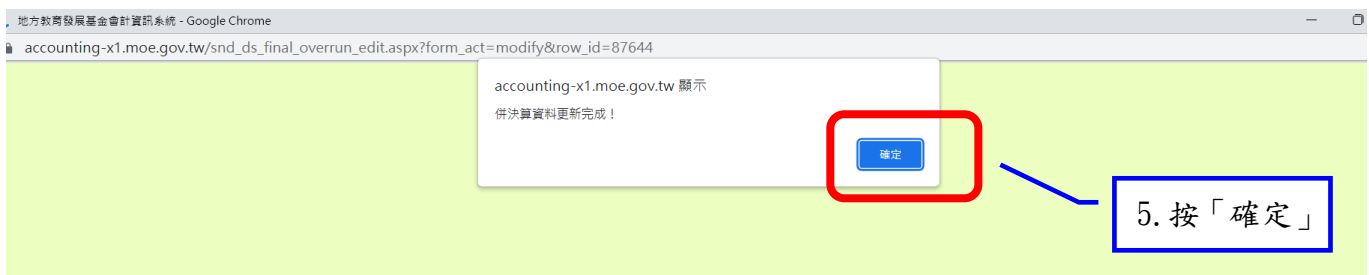 地方教育發展基金會計資訊系統 - Google Chrome
accounting-x1.moe.gov.tw/snd_ds_final_overrun_edit.aspx?form_act=modify&row_id=87644
accounting-x1.moe.gov.tw 顯示
併決算資料更新完成！
確定
5.按「確定」